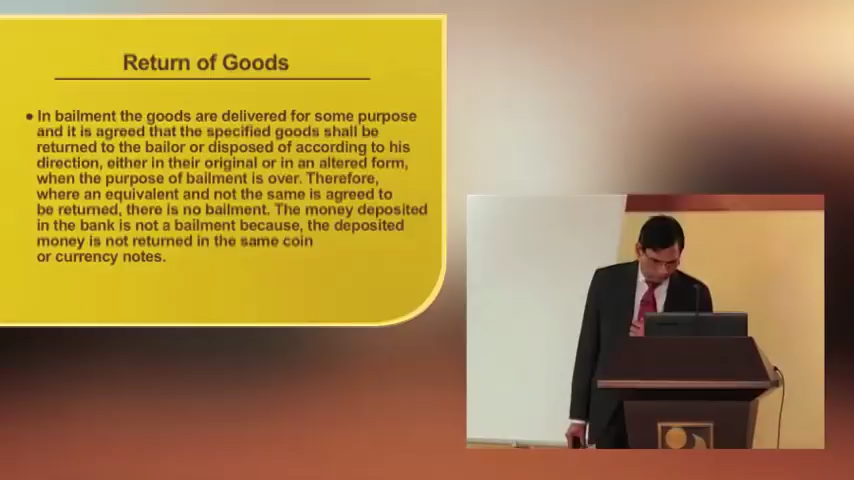 Return of Goods
• In bailment the goods are delivered for some purpose
and it is agreed that the specified goods shall be
returned to the bailor or disposed of according to his
direction, either in their original or in an altered form,
when the purpose of bailment is over. Therefore,
where an equivalent and not the same is agreed to
be returned, there is no bailment. The money deposited
in the bank is not a bailment because, the deposited
money is not returned in the same coin
or currency notes.